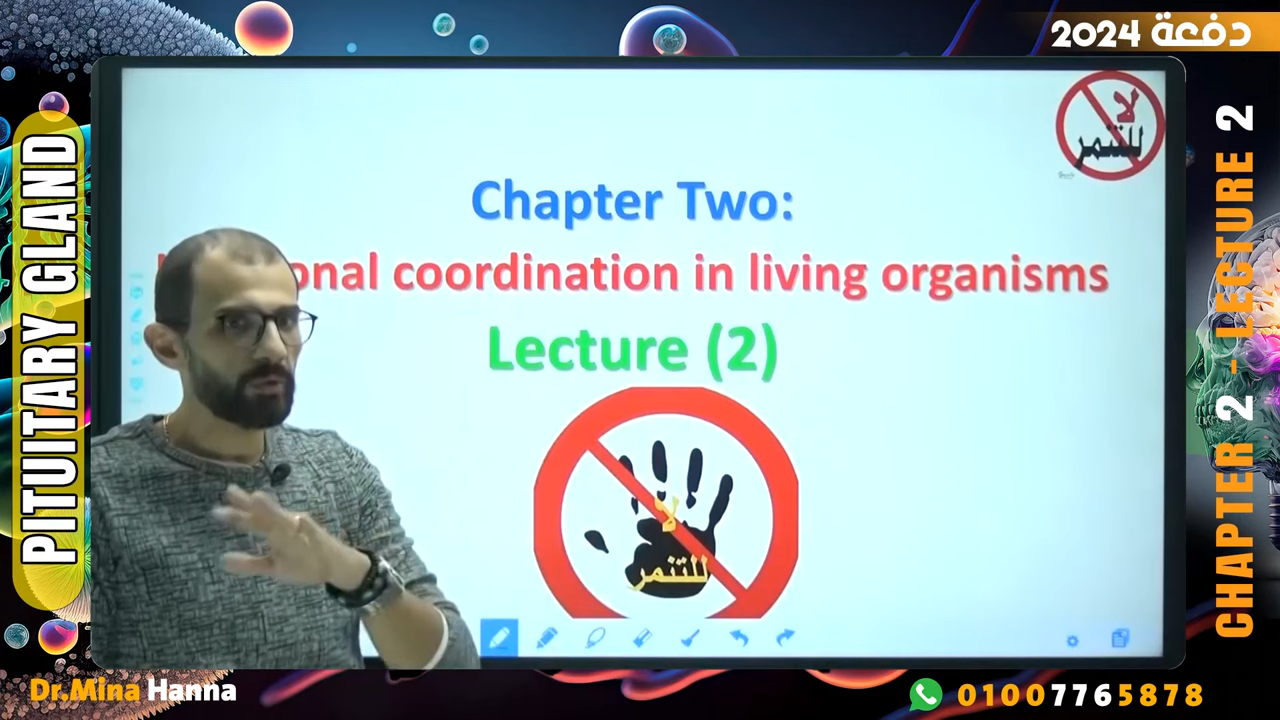 دفعة 2024
لا
للتنمر
Chapter Two:
onal coordination in living organisms
Lecture (2)
لا
للتنمر
PITUITARY GLAND
CHAPTER 2 - LECTURE 2
Dr.Mina Hanna
01007765878